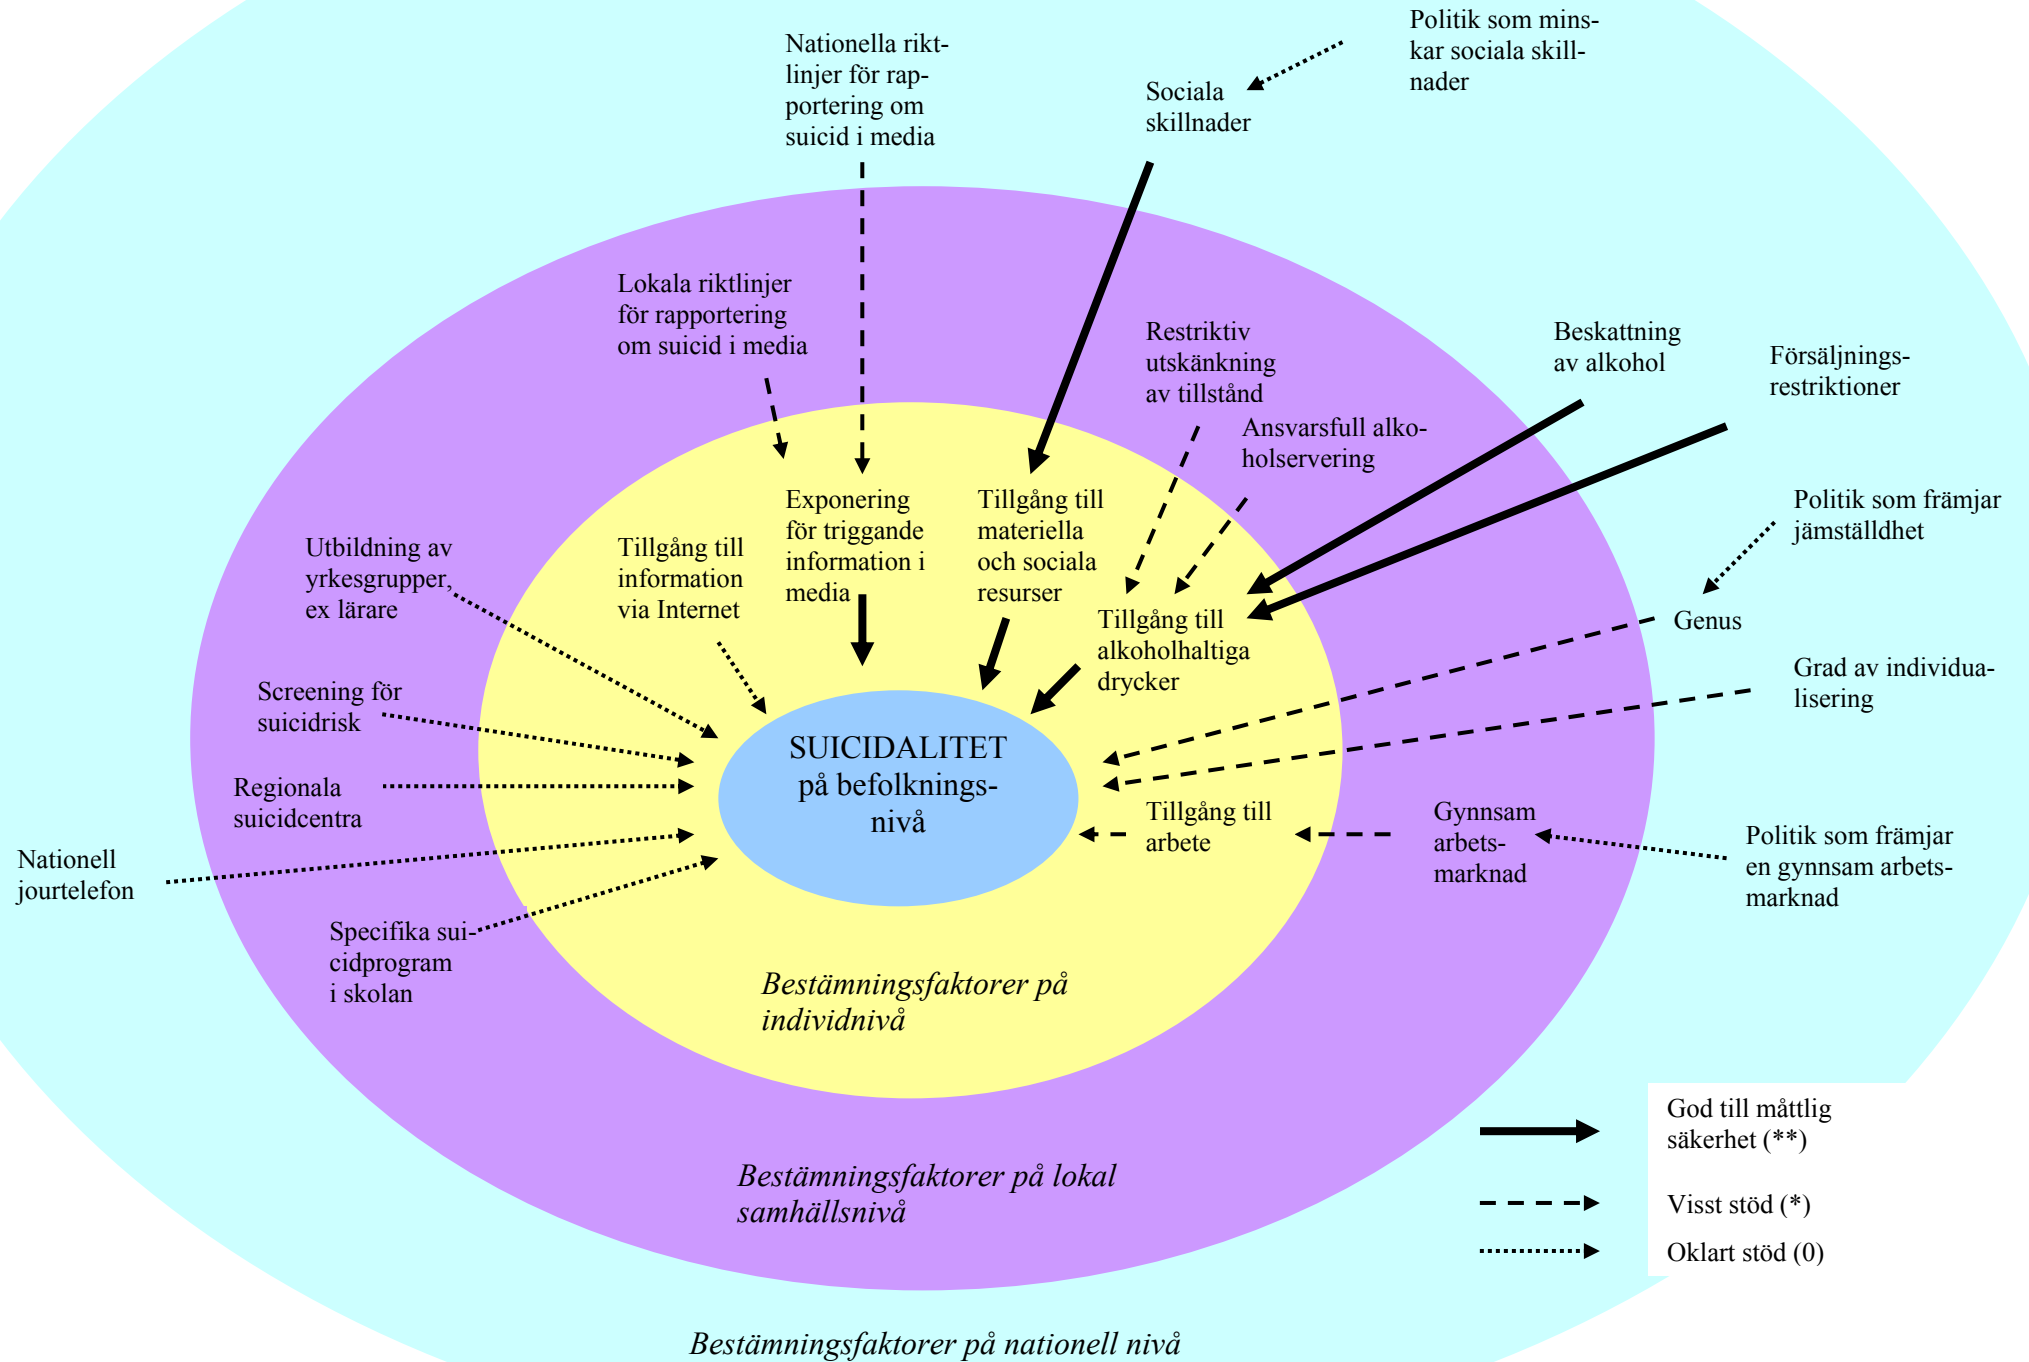 Politik som mins-
kar sociala skill-
nader
Nationella rikt-
linjer för rap-
portering om
suicid i media
Sociala
skillnader
Lokala riktlinjer
för rapportering
om suicid i media
Restriktiv
utskänkning
av tillstånd
Beskattning
av alkohol
Försäljnings-
restriktioner
Ansvarsfull alko-
holservering
Exponering
för triggande
information i
media
Tillgång till
materiella
och sociala
resurser
Politik som främjar
jämställdhet
Utbildning av
yrkesgrupper,
ex lärare
Tillgång till
information
via Internet
Tillgång till
alkoholhaltiga
drycker
Genus
Grad av individua-
lisering
Screening för
suicidrisk
SUICIDALITET
på befolknings-
nivå
Regionala
suicidcentra
Tillgång till
arbete
Gynnsam
arbets-
marknad
Politik som främjar
en gynnsam arbets-
marknad
Nationell
jourtelefon
Specifika sui-
cidprogram
i skolan
Bestämningsfaktorer på
individnivå
Bestämningsfaktorer på lokal
samhällsnivå
Bestämningsfaktorer på nationell nivå
God till måttlig
säkerhet (**)
Visst stöd (*)
Oklart stöd (0)